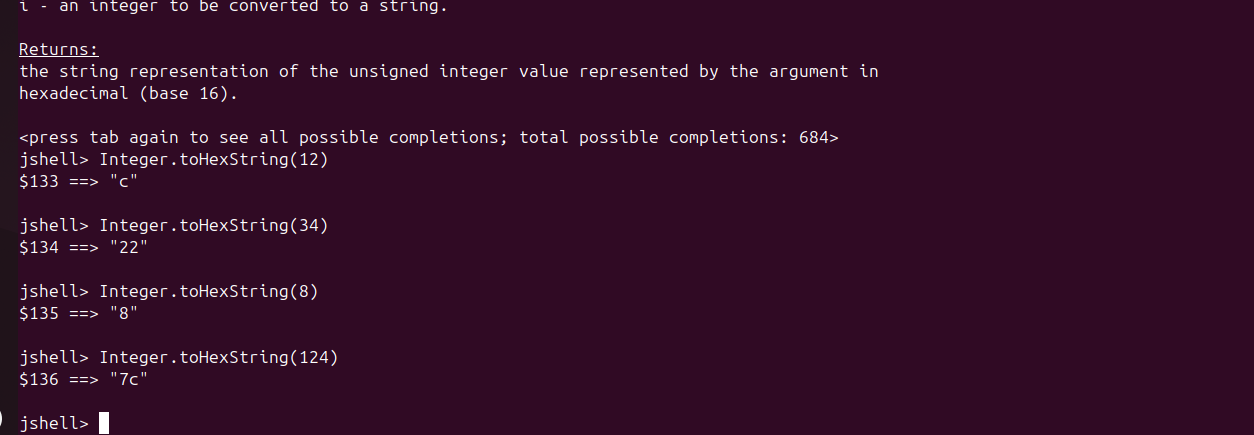 i - an integer to be converted to a string.
Returns:
the string representation of the unsigned integer value represented by the argument in
hexadecimal (base 16).
<press tab again to see all possible completions; total possible completions: 684>
jshell> Integer.toHexString(12)
$133 ==> "c"
jshell> Integer.toHexString(34)
$134 ==> "22"
jshell> Integer.toHexString(8)
$135 ==> "8"
jshell> Integer.toHexString(124)
$136 ==> "7c"
jshell>